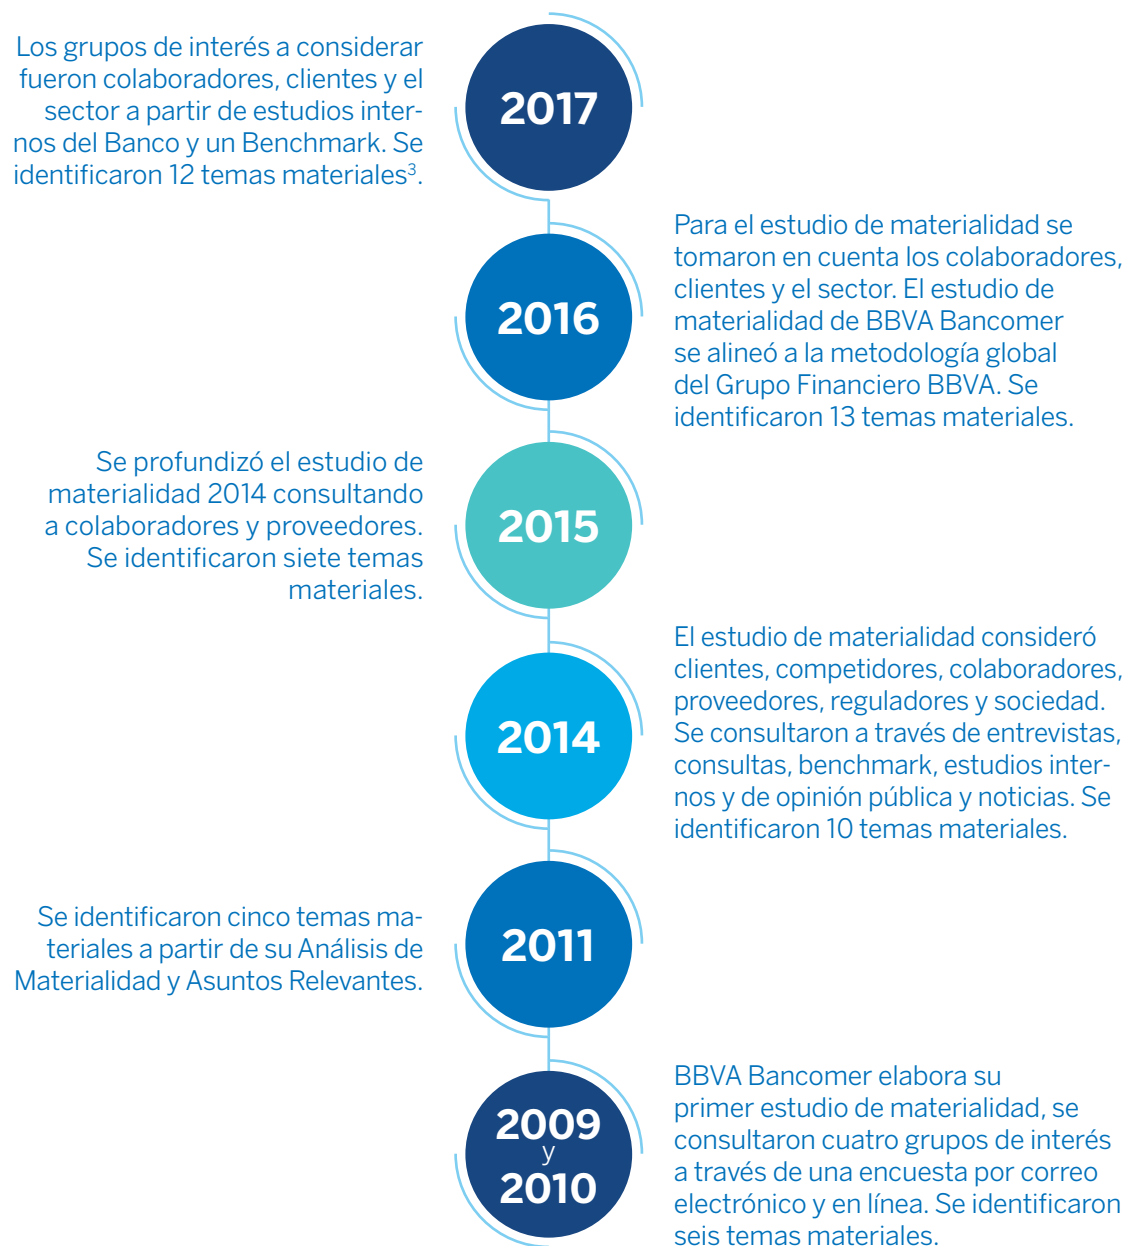 Los grupos de interés a considerar
fueron colaboradores, clientes y el
sector a partir de estudios inter-
nos del Banco y un Benchmark. Se
identificaron 12 temas materiales³.
2017
Para el estudio de materialidad se
tomaron en cuenta los colaboradores,
clientes y el sector. El estudio de
materialidad de BBVA Bancomer
se alineó a la metodología global
del Grupo Financiero BBVA. Se
identificaron 13 temas materiales.
2016
Se profundizó el estudio de
materialidad 2014 consultando
a colaboradores y proveedores.
Se identificaron siete temas
materiales.
2015
El estudio de materialidad consideró
clientes, competidores, colaboradores,
proveedores, reguladores y sociedad.
Se consultaron a través de entrevistas,
consultas, benchmark, estudios inter-
nos y de opinión pública y noticias. Se
identificaron 10 temas materiales.
2014
Se identificaron cinco temas ma-
teriales a partir de su Análisis de
Materialidad y Asuntos Relevantes.
2011
BBVA Bancomer elabora su
primer estudio de materialidad, se
consultaron cuatro grupos de interés
a través de una encuesta por correo
electrónico y en línea. Se identificaron
seis temas materiales.
2009
y
2010